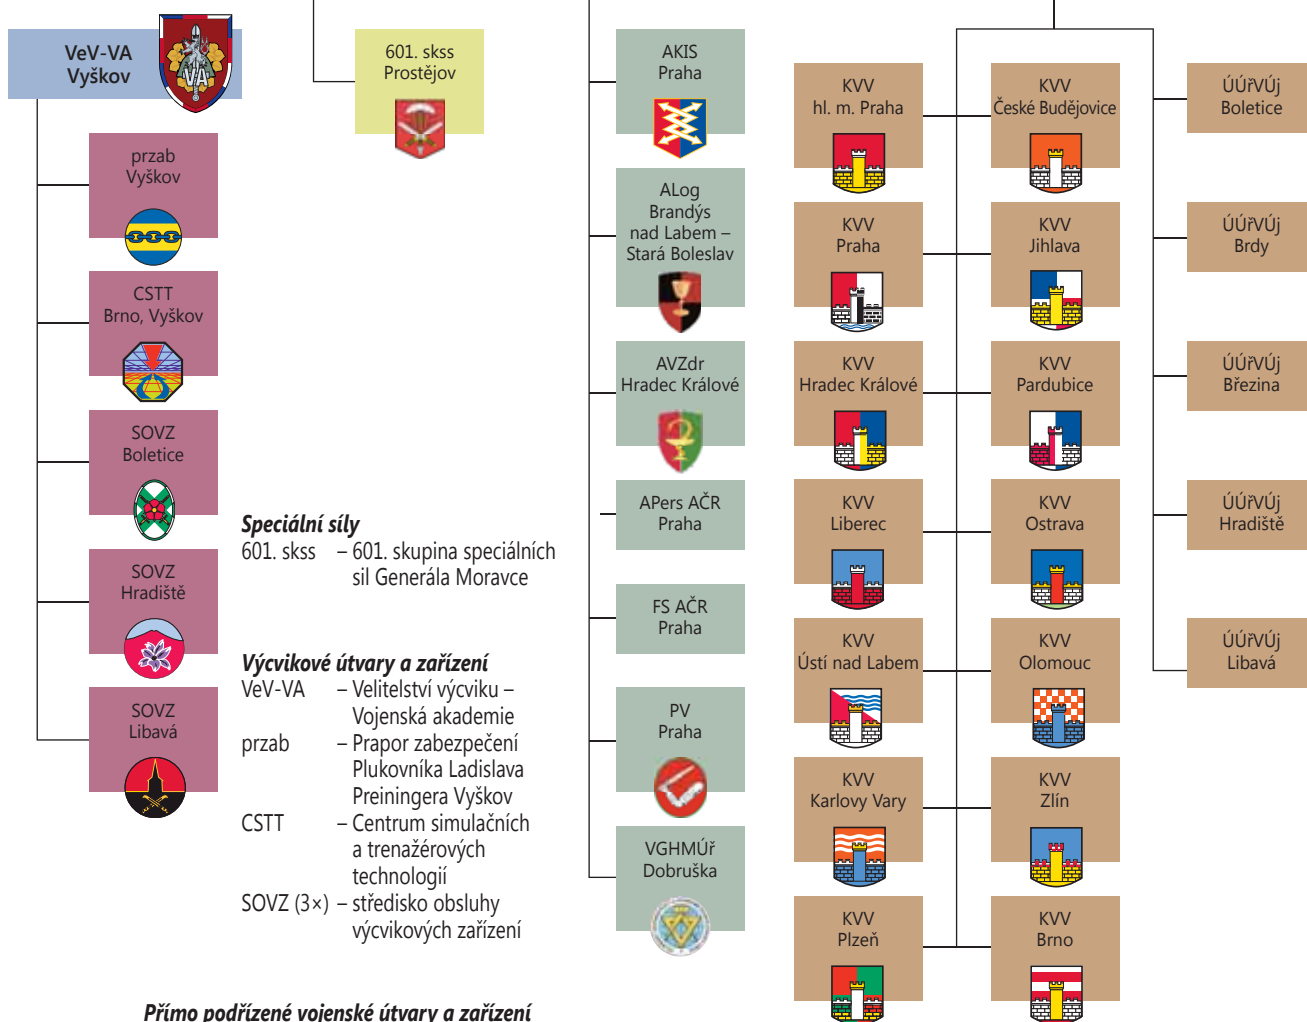 VeV-VA
Vyškov
VA
przab
Vyškov
CSTT
Brno, Vyškov
SOVZ
Boletice
SOVZ
Hradiště
SOVZ
Libavá
601. skss
Prostějov
Speciální síly
601. skss – 601. skupina speciálních
sil Generála Moravce
Výcvikové útvary a zařízení
VeV-VA – Velitelství výcviku –
Vojenská akademie
przab – Prapor zabezpečení
Plukovníka Ladislava
Preiningera Vyškov
CSTT – Centrum simulačních
a trenažérových
technologií
SOVZ (3×) – středisko obsluhy
výcvikových zařízení
Přímo podřízené vojenské útvary a zařízení
AKIS
Praha
ALog
Brandýs
nad Labem –
Stará Boleslav
AVZdr
Hradec Králové
APers AČR
Praha
FS AČR
Praha
PV
Praha
VGHMÚř
Dobruška
KVV
hl. m. Praha
KVV
Praha
KVV
Hradec Králové
KVV
Liberec
KVV
Ústí nad Labem
KVV
Karlovy Vary
KVV
Plzeň
KVV
České Budějovice
KVV
Jihlava
KVV
Pardubice
KVV
Ostrava
KVV
Olomouc
KVV
Zlín
KVV
Brno
ÚÚřVÚj
Boletice
ÚÚřVÚj
Brdy
ÚÚřVÚj
Březina
ÚÚřVÚj
Hradiště
ÚÚřVÚj
Libavá